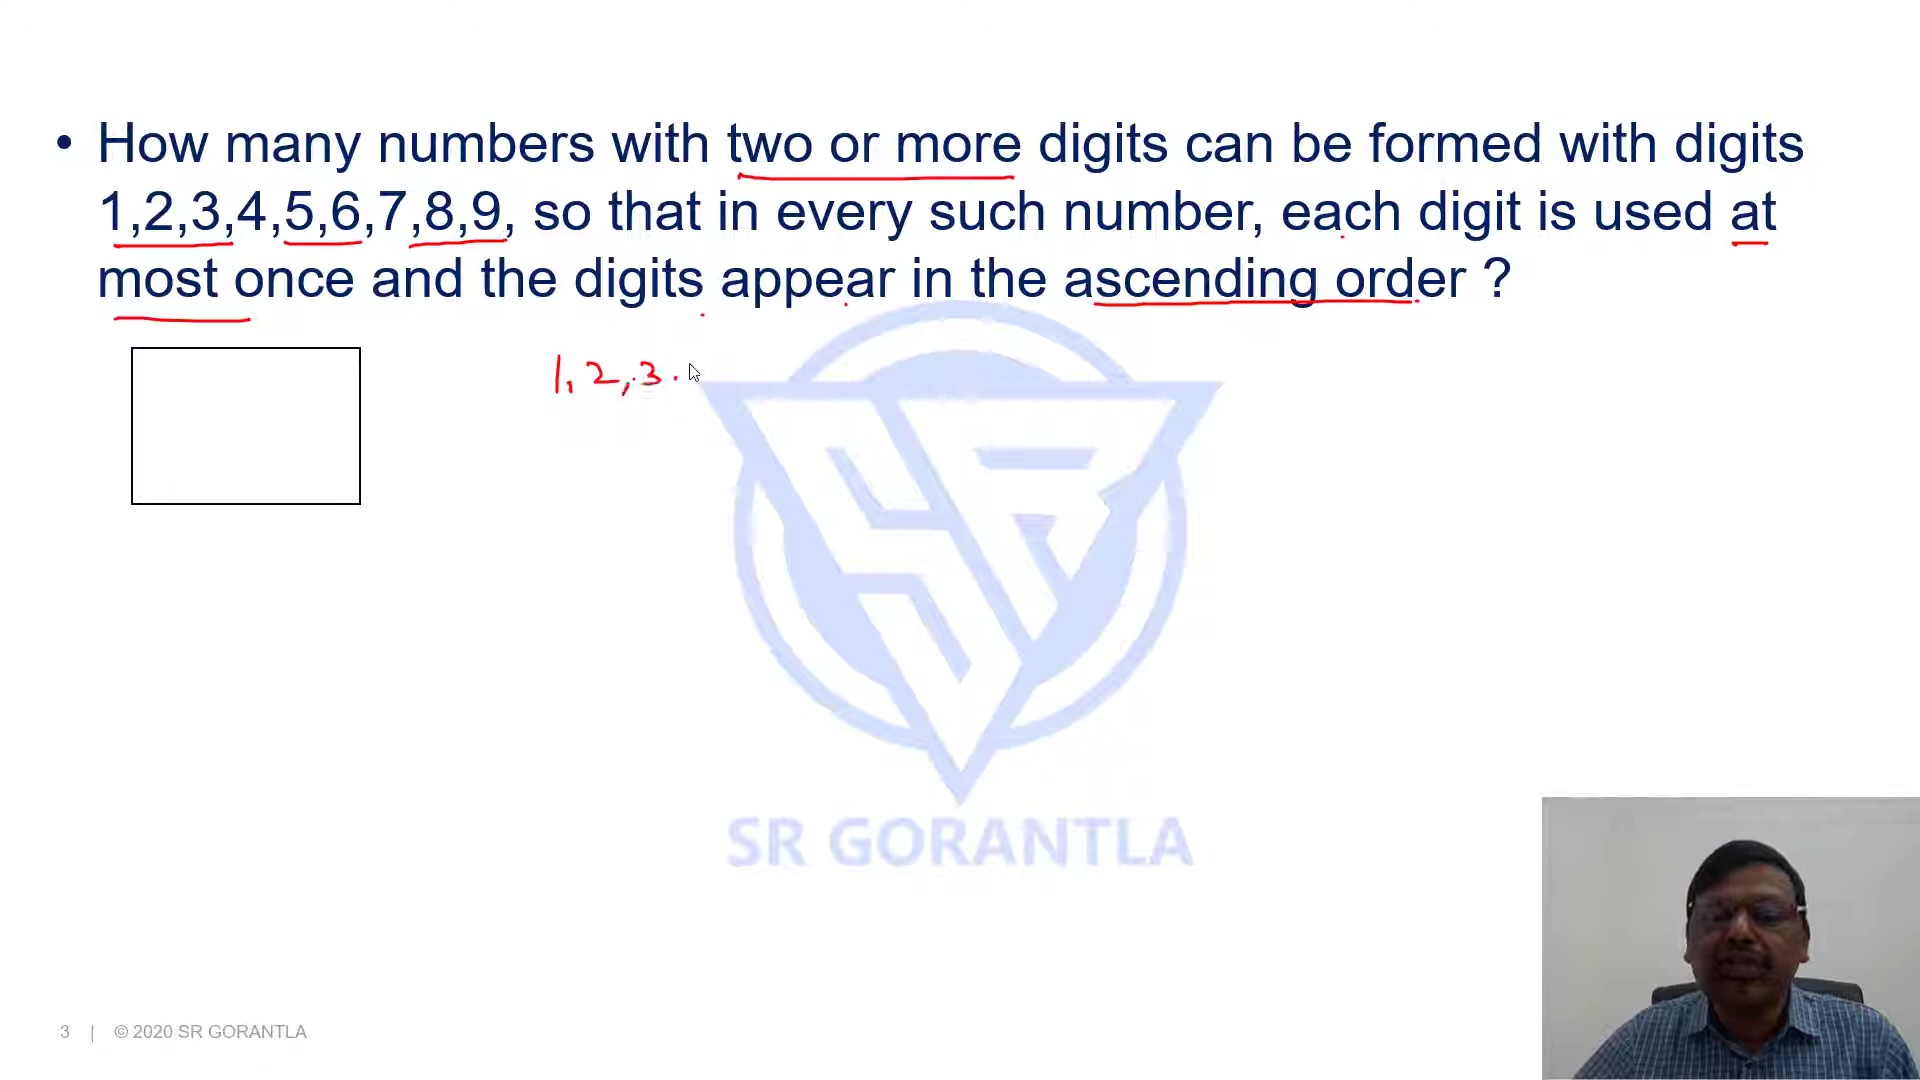 • How many numbers with two or more digits can be formed with digits
1,2,3,4,5,6,7,8,9, so that in every such number, each digit is used at
most once and the digits appear in the ascending order ?
1, 2, 3.
SR GORANTLA
3 | © 2020 SR GORANTLA